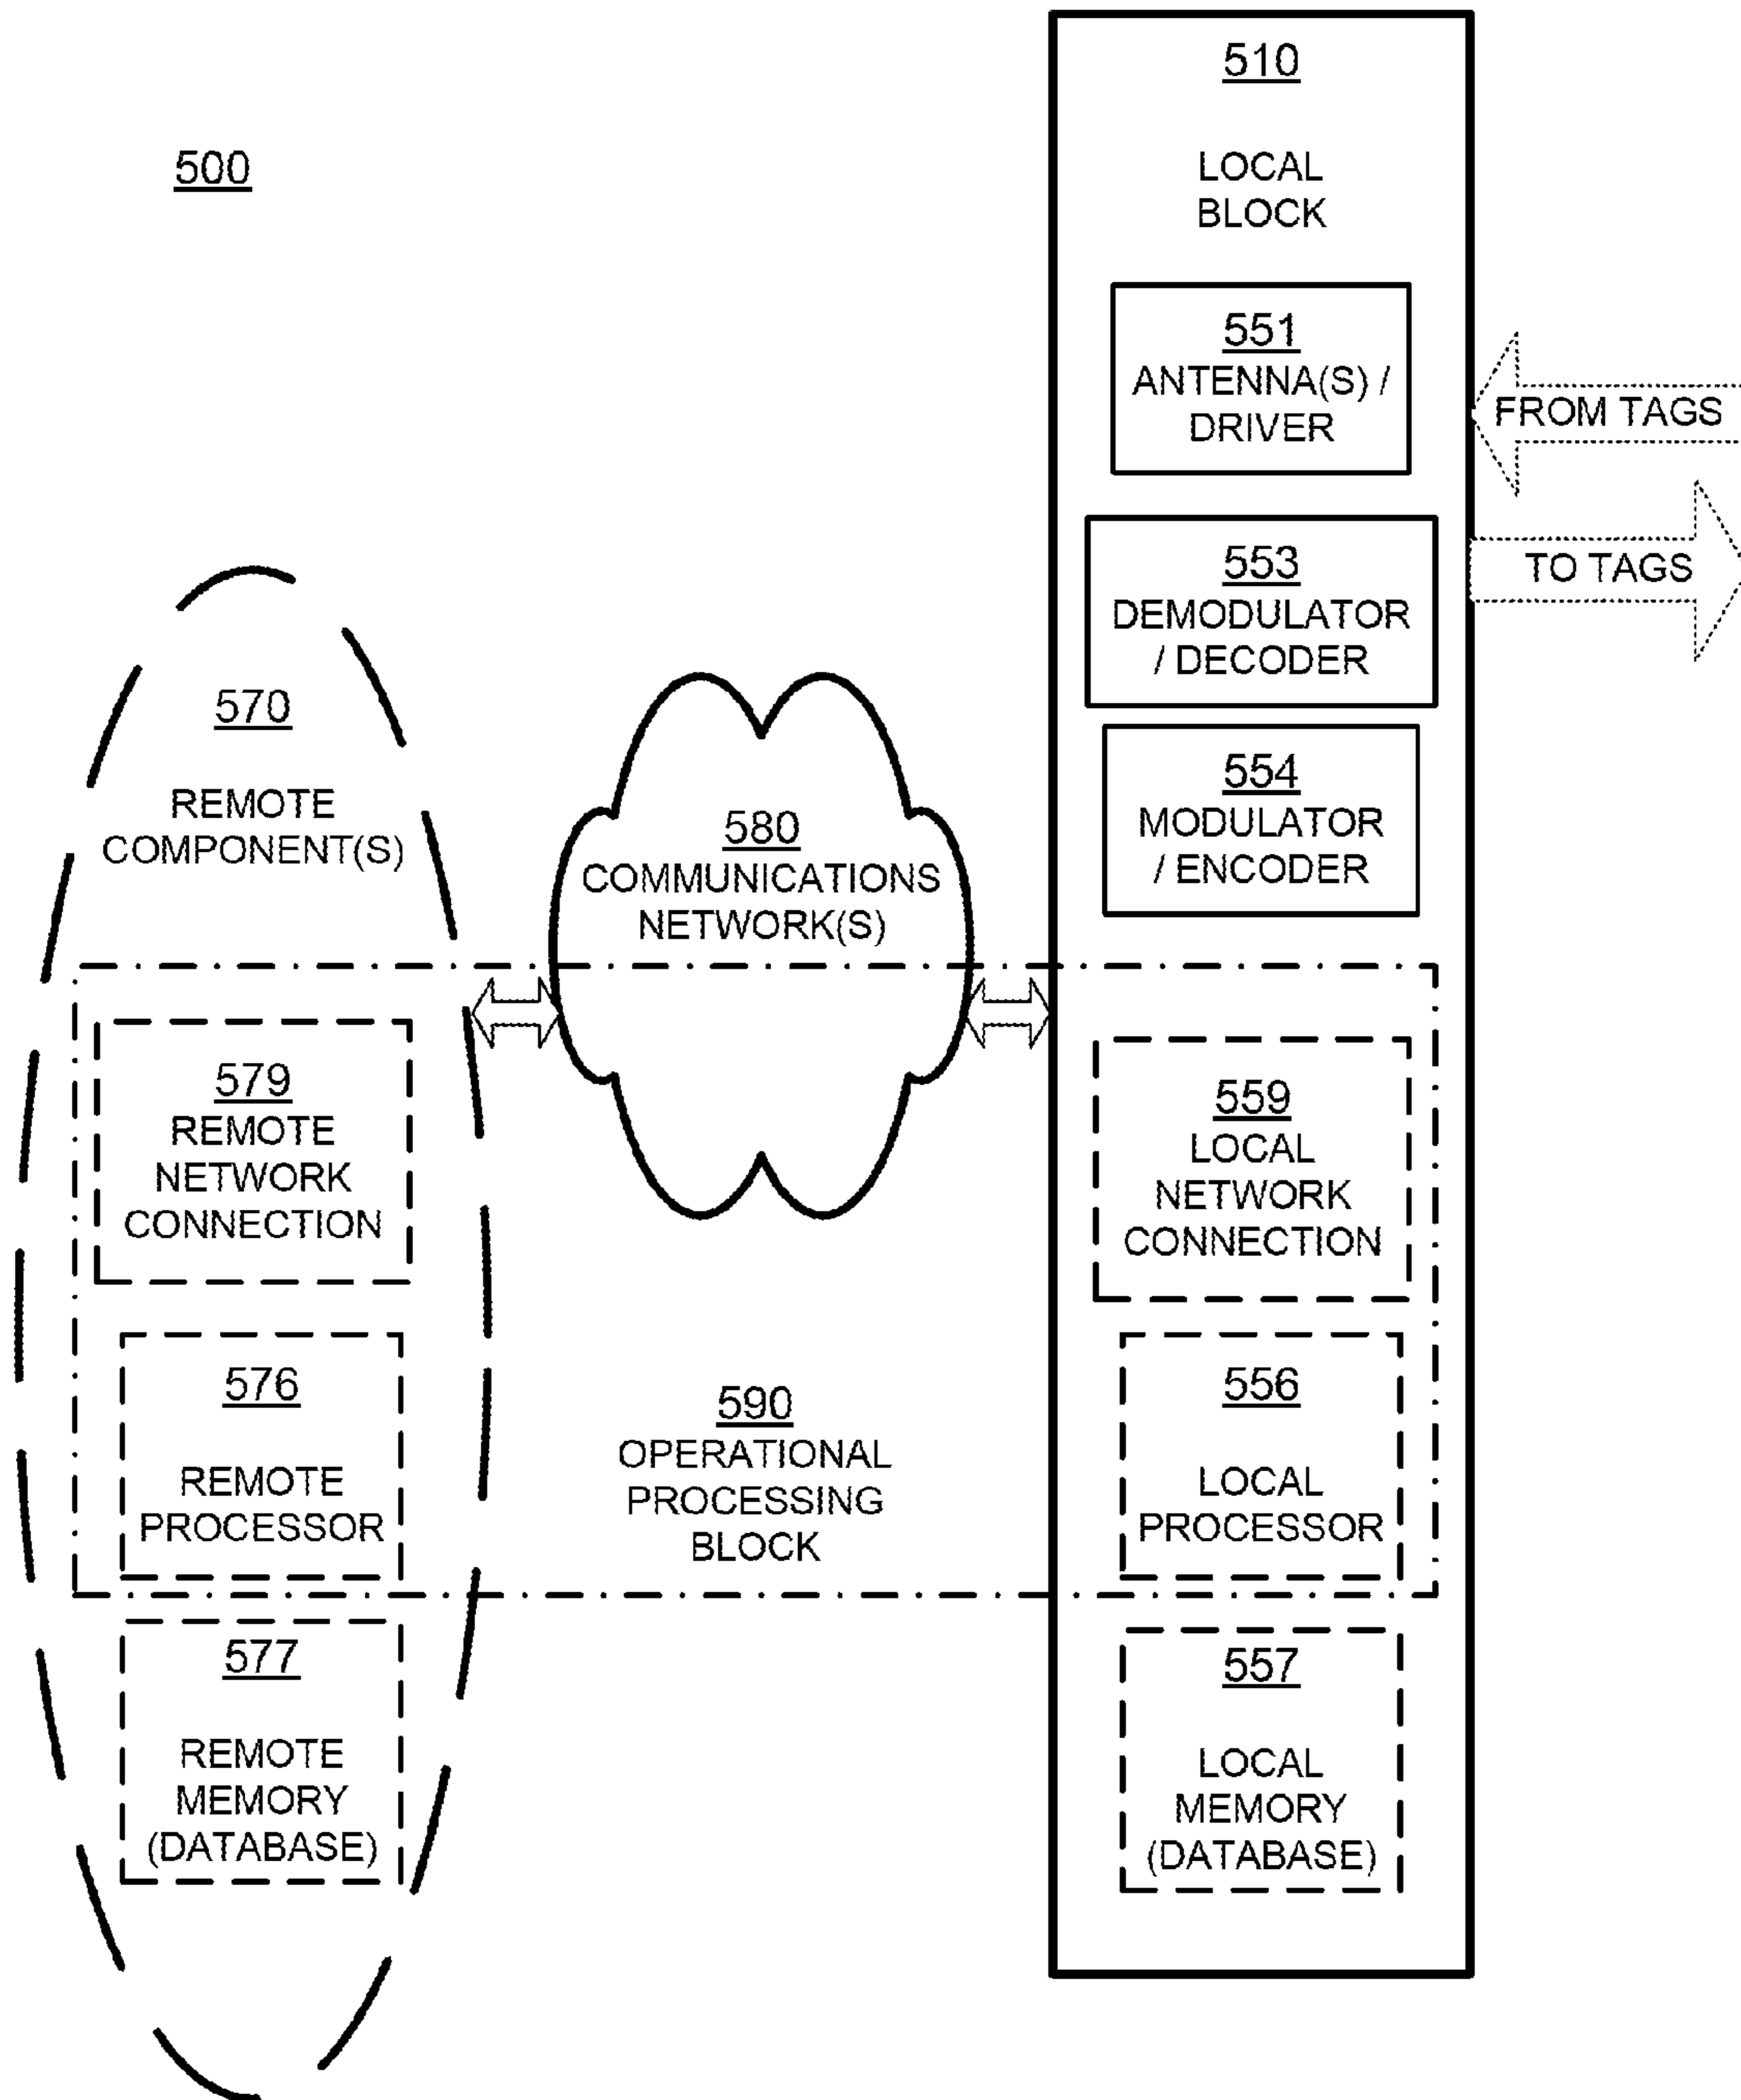 500
510
LOCAL
BLOCK
551
ANTENNA(S) /
DRIVER
FROM TAGS
553
DEMODULATOR
/ DECODER
TO TAGS
554
MODULATOR
/ ENCODER
570
REMOTE
COMPONENT(S)
580
COMMUNICATIONS
NETWORK(S)
579
REMOTE
NETWORK
CONNECTION
559
LOCAL
NETWORK
CONNECTION
576
REMOTE
PROCESSOR
590
OPERATIONAL
PROCESSING
BLOCK
556
LOCAL
PROCESSOR
577
REMOTE
MEMORY
(DATABASE)
557
LOCAL
MEMORY
(DATABASE)